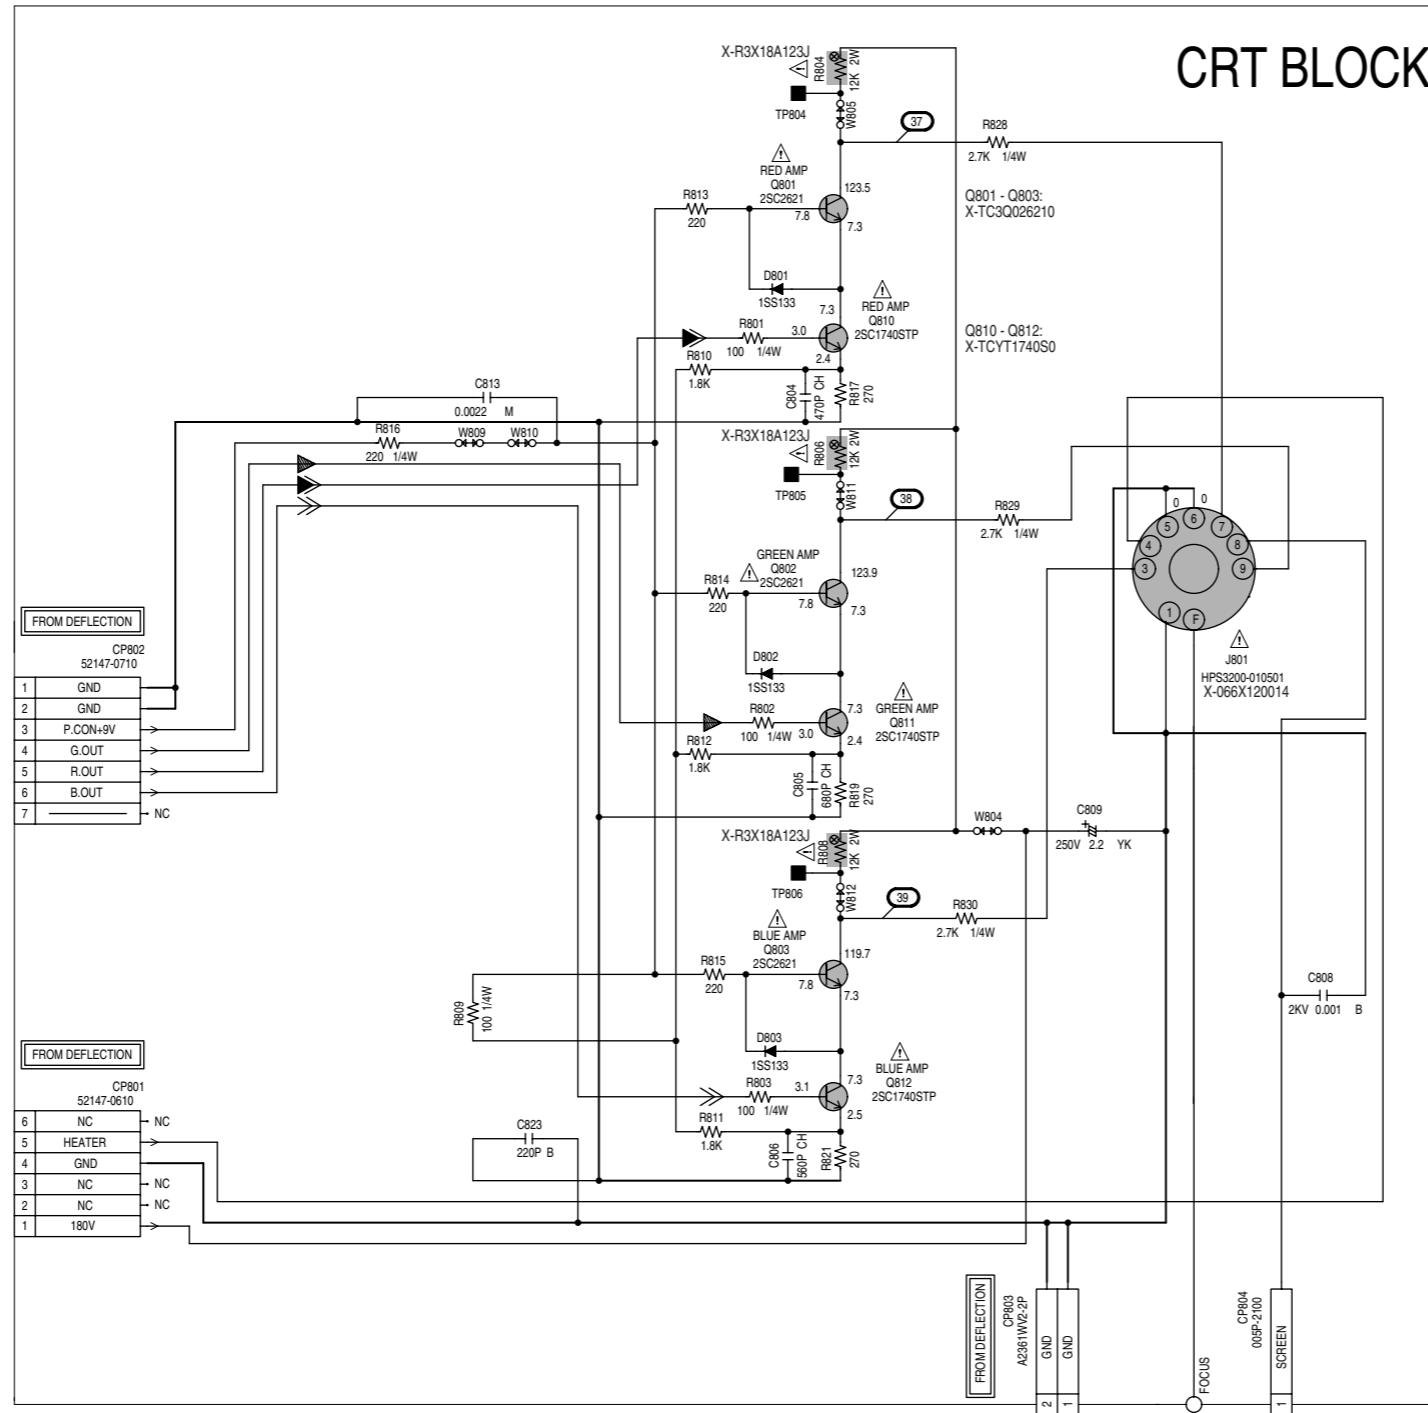 CRT BLOCK
X-R3X18A123J
R804
12K 2W
TP804
W805
37
R828
2.7K 1/4W
RED AMP
Q801
2SC2621
123.5
7.8
7.3
R813
220
Q801 - Q803:
X-TC3Q026210
D801
1SS133
7.3
RED AMP
Q810
2SC1740STP
R801
100 1/4W
3.0
2.4
Q810 - Q812:
X-TCYT1740S0
R810
1.8K
C804
470P CH
R817
270
C813
0.0022 M
R816
220 1/4W
W809
W810
X-R3X18A123J
R806
12K 2W
TP805
W811
38
R829
2.7K 1/4W
0
0
5
6
7
4
8
3
9
1
F
J801
HPS3200-010501
X-066X120014
GREEN AMP
Q802
2SC2621
123.9
7.8
7.3
R814
220
D802
1SS133
7.3
GREEN AMP
Q811
2SC1740STP
R802
100 1/4W
3.0
2.4
R812
1.8K
C805
680P CH
R819
270
FROM DEFLECTION
CP802
52147-0710
1 GND
2 GND
3 P.CON+9V
4 G.OUT
5 R.OUT
6 B.OUT
7 NC
X-R3X18A123J
R808
12K 2W
TP806
W812
W804
C809
+
250V 2.2 YK
39
R830
2.7K 1/4W
BLUE AMP
Q803
2SC2621
119.7
7.8
7.3
R815
220
R809
100 1/4W
C808
2KV 0.001 B
D803
1SS133
7.3
BLUE AMP
Q812
2SC1740STP
R803
100 1/4W
3.1
2.5
R811
1.8K
C806
560P CH
R821
270
C823
220P B
FROM DEFLECTION
CP801
52147-0610
6 NC NC
5 HEATER
4 GND
3 NC NC
2 NC NC
1 180V
FROM DEFLECTION
CP803
A2361WV2-2P
2 GND
1 GND
FOCUS
CP804
005P-2100
1 SCREEN